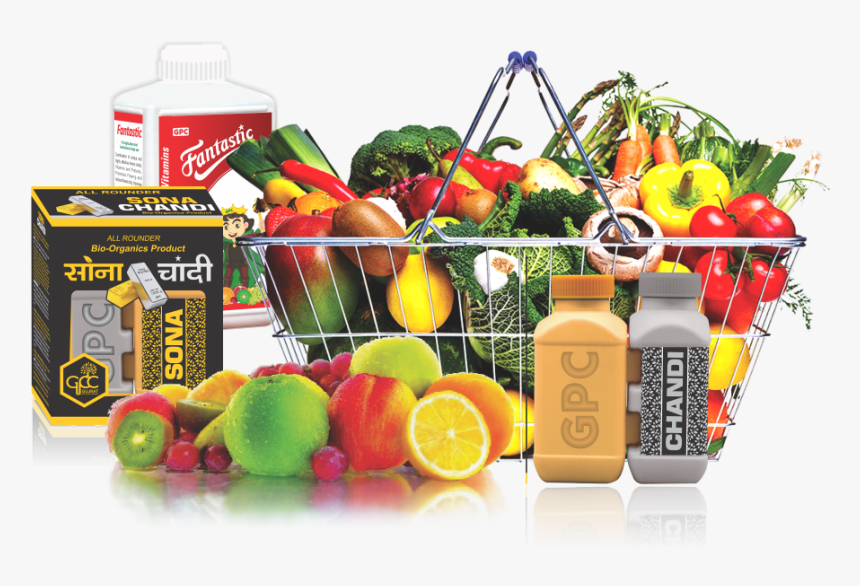 GPC
Fantastic
Fantastic
Vitamins
ALL ROUNDER
SONA
CHANDI
Bio-Organics Product
ALL ROUNDER
Bio-Organics Product
सोना चांदी
GPC
SONA
GPC
GUJRAT
GPC
CHANDI